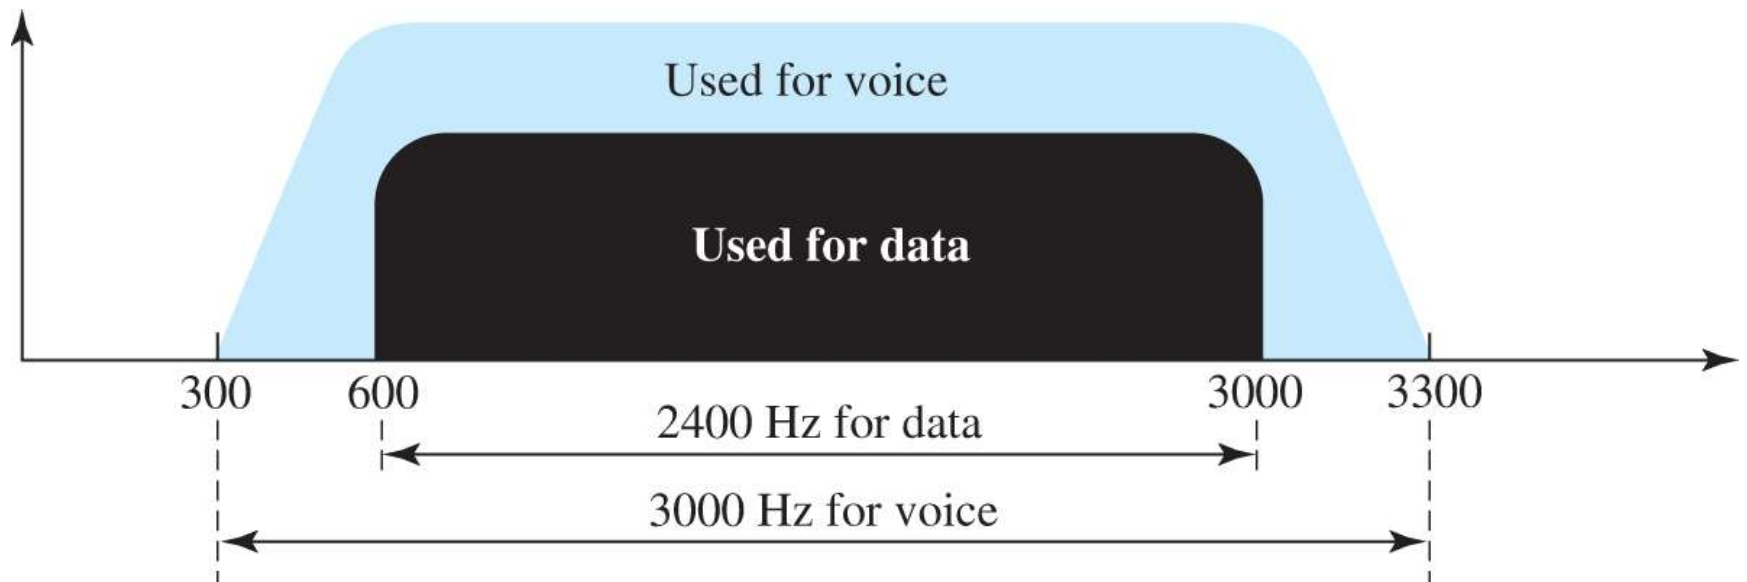 Used for voice
Used for data
300 600 3000 3300
2400 Hz for data
3000 Hz for voice